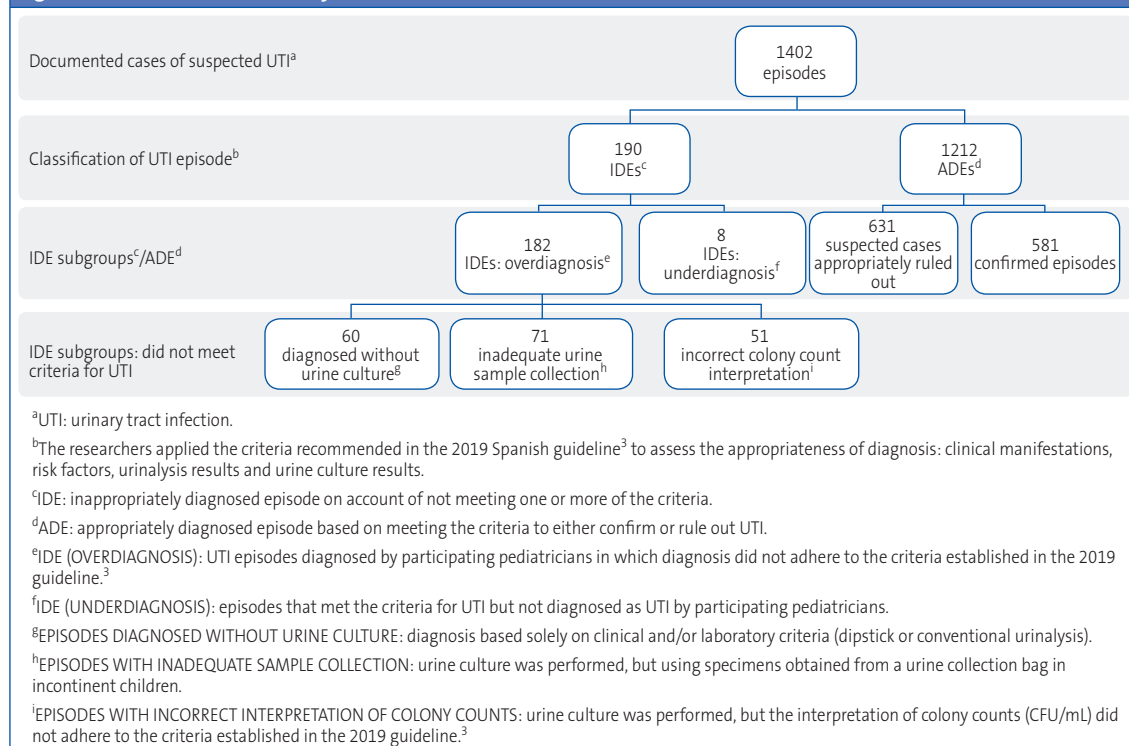 Documented cases of suspected UTIa
1402
episodes
Classification of UTI episodeb
190
IDEsc
1212
ADEsd
IDE subgroupsc/ADEd
182
IDEs: overdiagnosise
8
IDEs:
underdiagnosisf
631
suspected cases
appropriately ruled
out
581
confirmed episodes
IDE subgroups: did not meet
criteria for UTI
60
diagnosed without
urine cultureg
71
inadequate urine
sample collectionh
51
incorrect colony count
interpretationi
aUTI: urinary tract infection.
bThe researchers applied the criteria recommended in the 2019 Spanish guideline3 to assess the appropriateness of diagnosis: clinical manifestations,
risk factors, urinalysis results and urine culture results.
cIDE: inappropriately diagnosed episode on account of not meeting one or more of the criteria.
dADE: appropriately diagnosed episode based on meeting the criteria to either confirm or rule out UTI.
eIDE (OVERDIAGNOSIS): UTI episodes diagnosed by participating pediatricians in which diagnosis did not adhere to the criteria established in the 2019
guideline.3
fIDE (UNDERDIAGNOSIS): episodes that met the criteria for UTI but not diagnosed as UTI by participating pediatricians.
gEPISODES DIAGNOSED WITHOUT URINE CULTURE: diagnosis based solely on clinical and/or laboratory criteria (dipstick or conventional urinalysis).
hEPISODES WITH INADEQUATE SAMPLE COLLECTION: urine culture was performed, but using specimens obtained from a urine collection bag in
incontinent children.
iEPISODES WITH INCORRECT INTERPRETATION OF COLONY COUNTS: urine culture was performed, but the interpretation of colony counts (CFU/mL) did
not adhere to the criteria established in the 2019 guideline.3